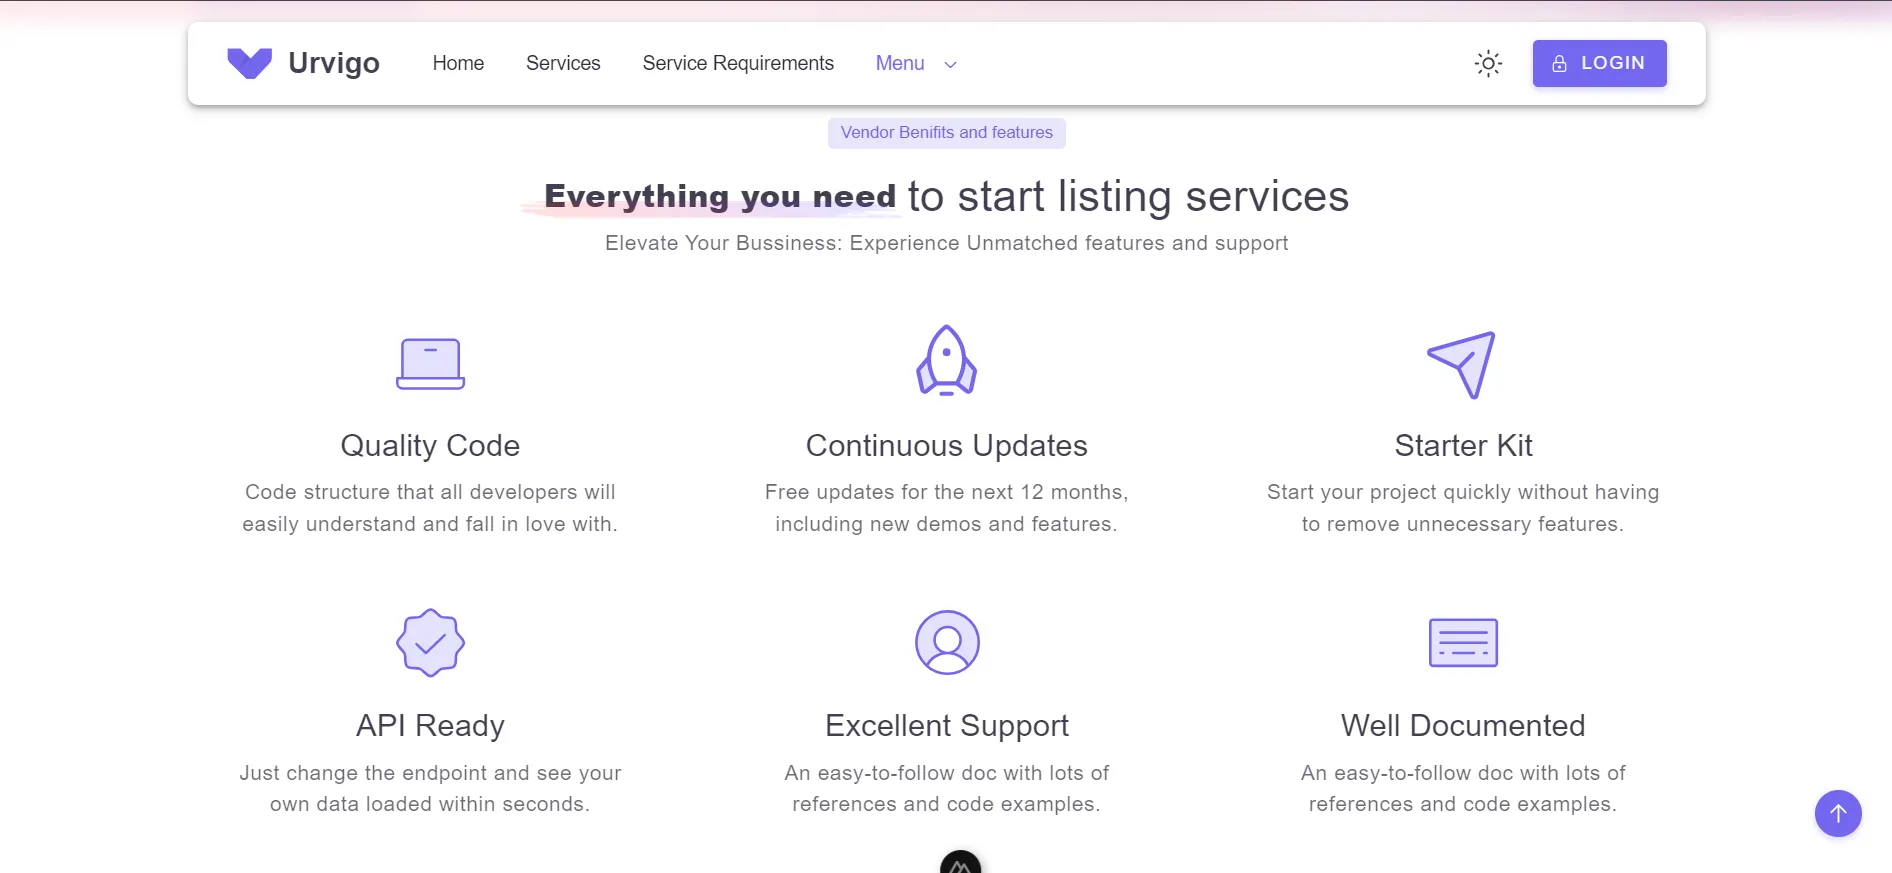 Urvigo
Home Services Service Requirements Menu
LOGIN
Vendor Benifits and features
Everything you need to start listing services
Elevate Your Bussiness: Experience Unmatched features and support
Quality Code
Code structure that all developers will
easily understand and fall in love with.
Continuous Updates
Free updates for the next 12 months,
including new demos and features.
Starter Kit
Start your project quickly without having
to remove unnecessary features.
API Ready
Just change the endpoint and see your
own data loaded within seconds.
Excellent Support
An easy-to-follow doc with lots of
references and code examples.
Well Documented
An easy-to-follow doc with lots of
references and code examples.